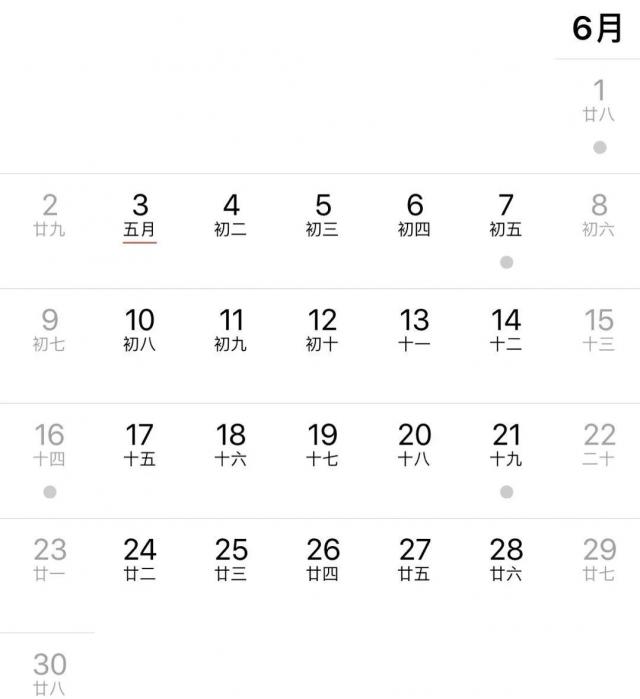 6月
1
廿八
2 3 4 5 6 7 8
廿九 五月 初二 初三 初四 初五 初六
9 10 11 12 13 14 15
初七 初八 初九 初十 十一 十二 十三
16 17 18 19 20 21 22
十四 十五 十六 十七 十八 十九 二十
23 24 25 26 27 28 29
廿一 廿二 廿三 廿四 廿五 廿六 廿七
30
廿八